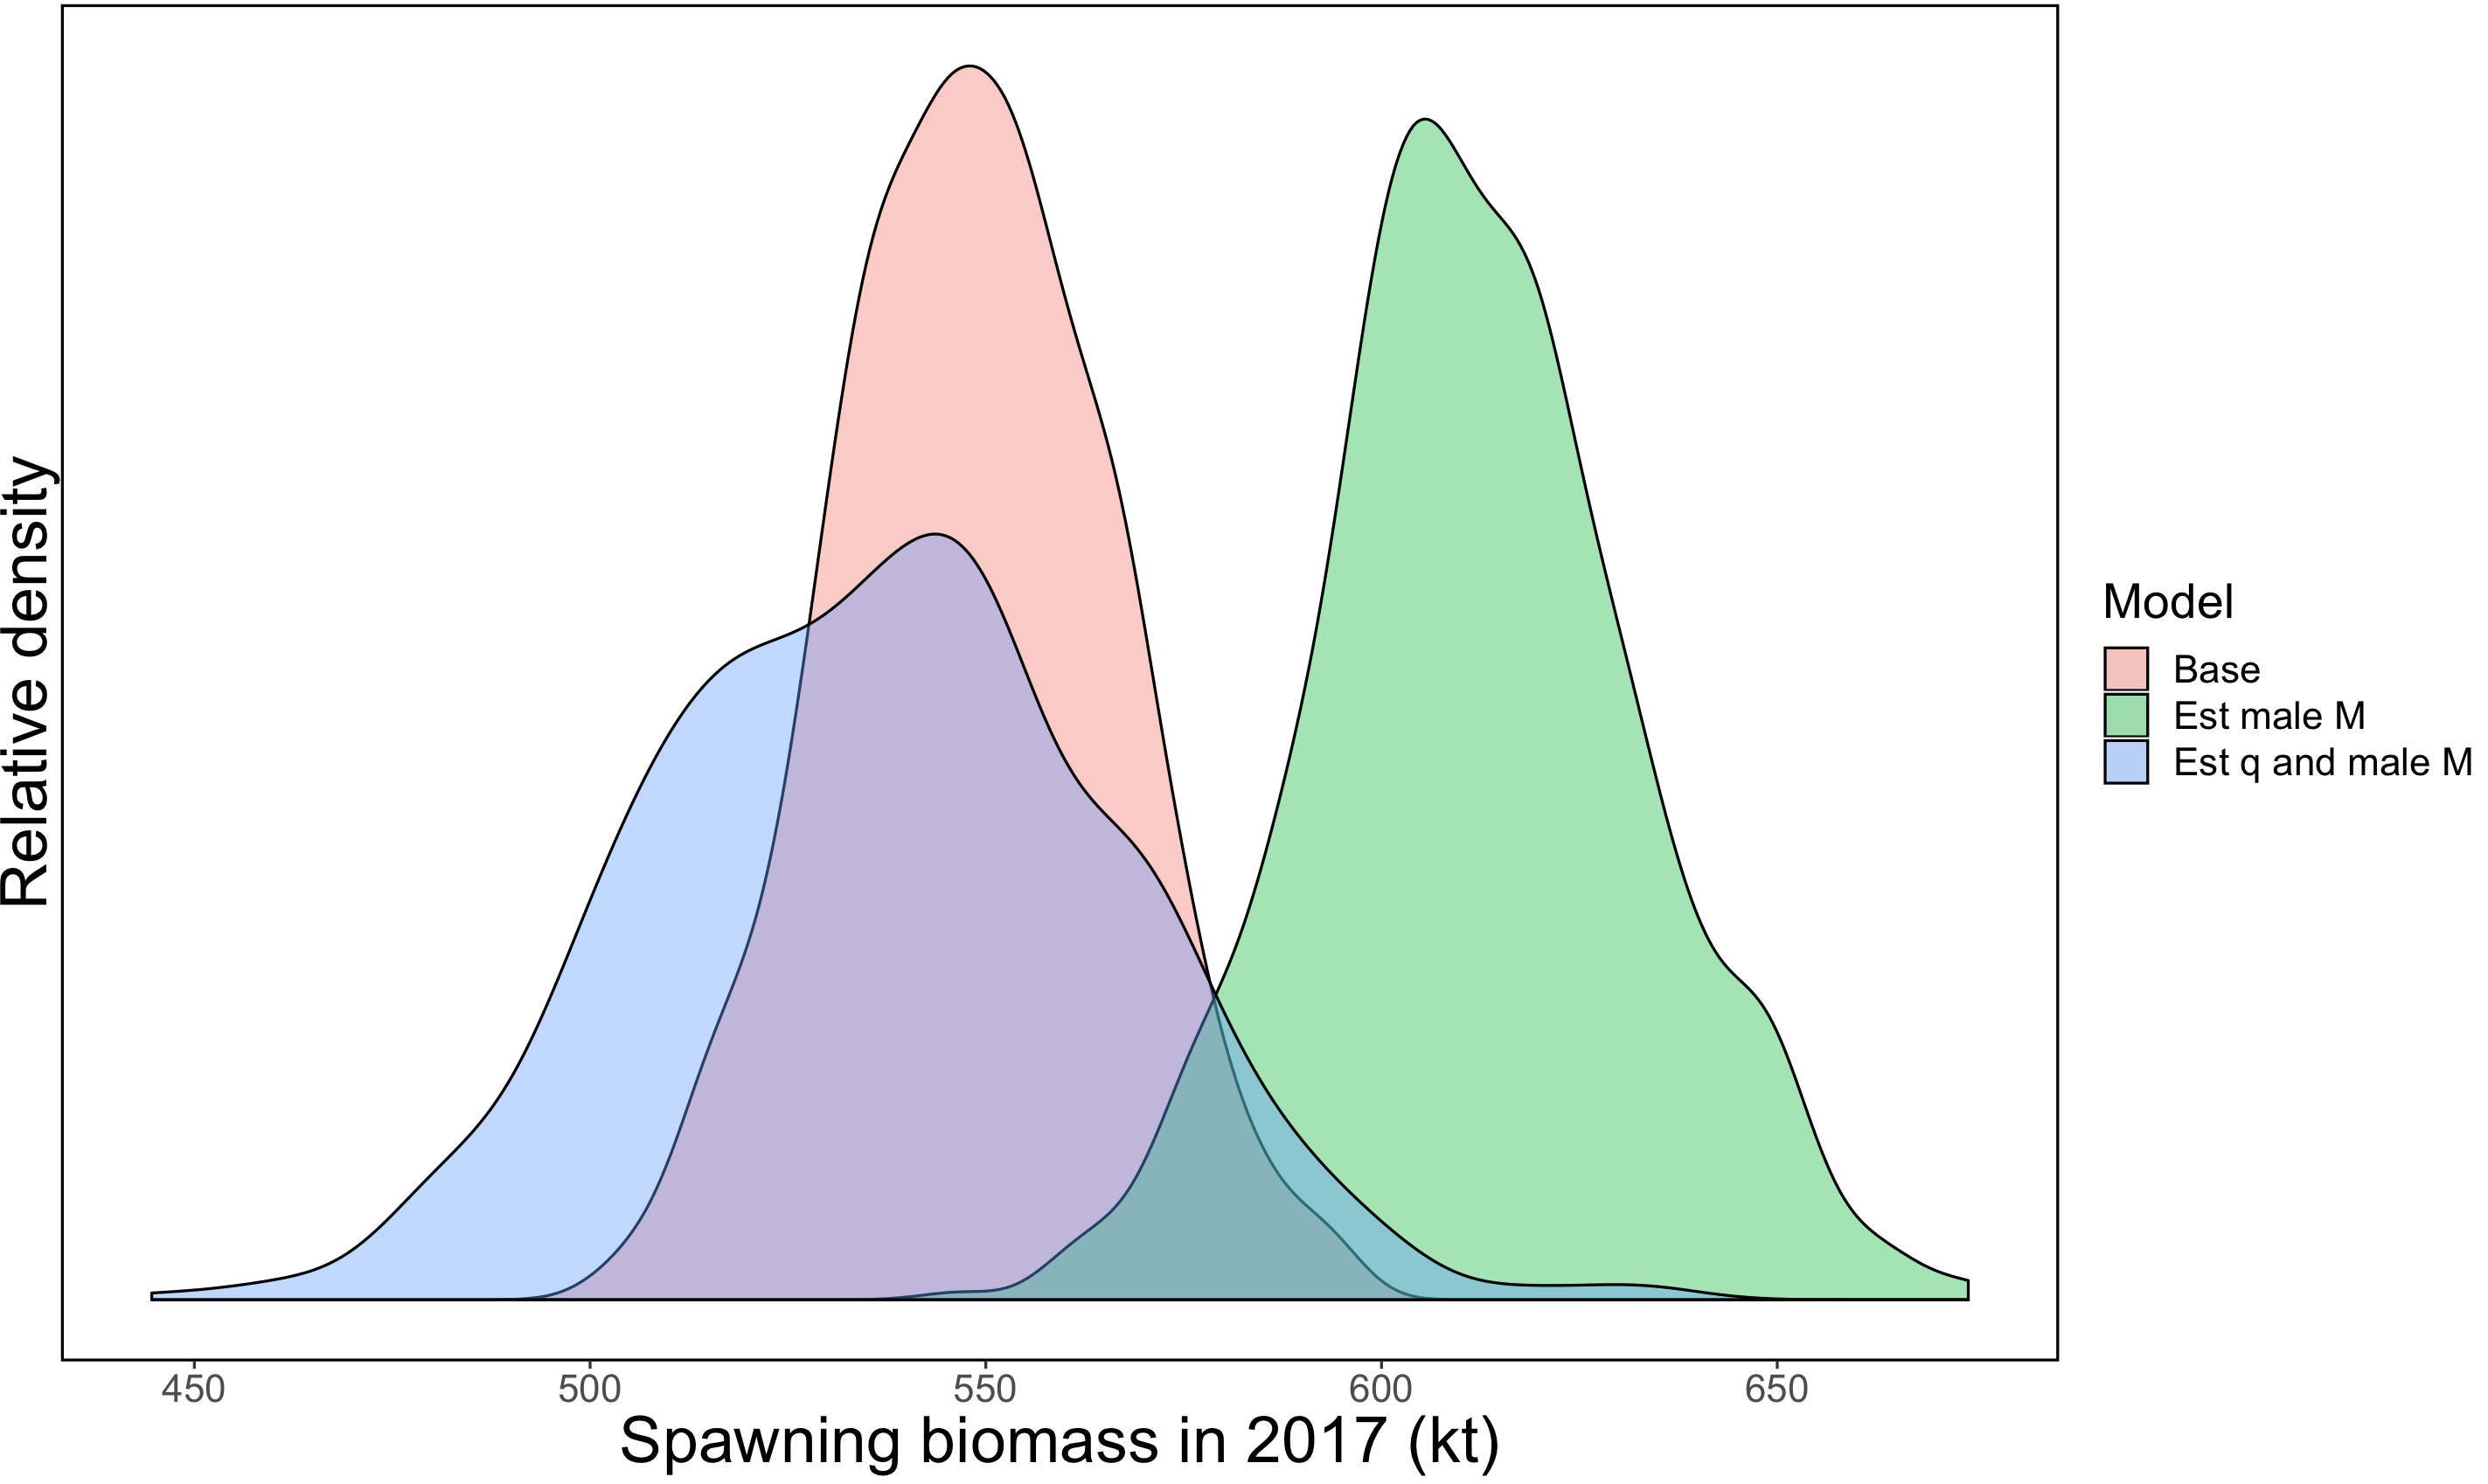 Relative density
450 500 550 600 650
Spawning biomass in 2017 (kt)
Model
Base
Est male M
Est q and male M